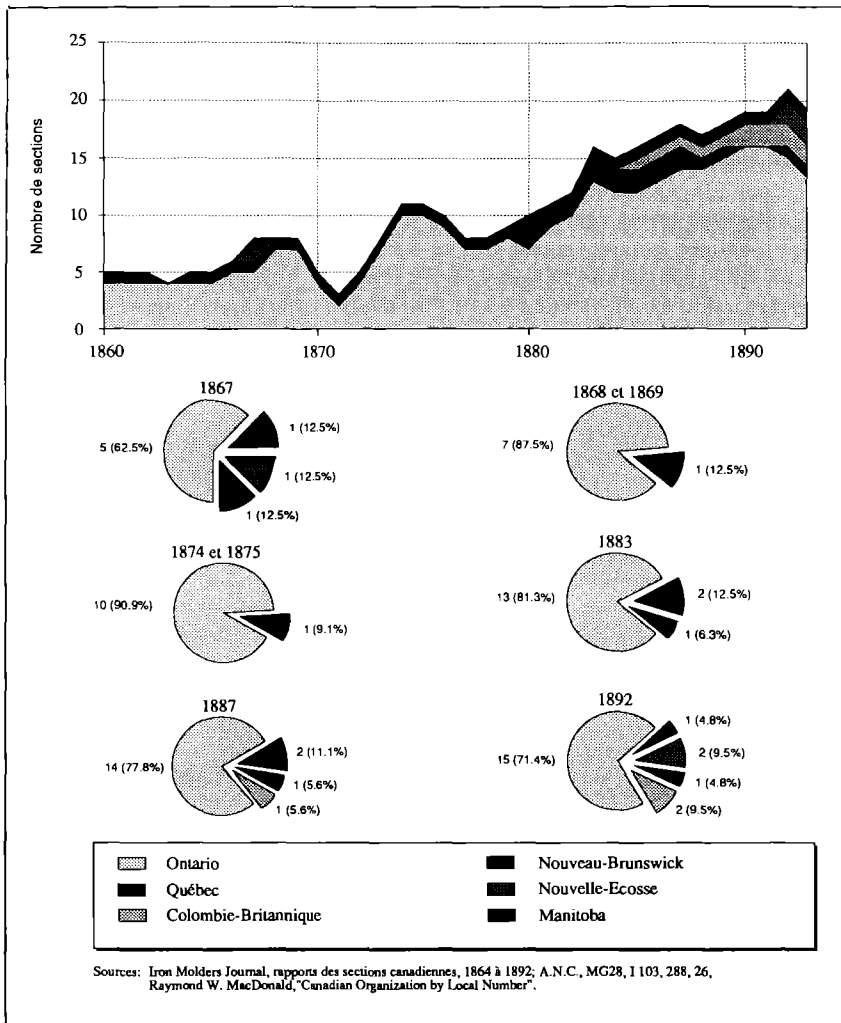 25
20
15
10
5
0
Nombre de sections
1860 1870 1880 1890
1867
5 (62.5%)
1 (12.5%)
1 (12.5%)
1 (12.5%)
1868 et 1869
7 (87.5%)
1 (12.5%)
1874 et 1875
10 (90.9%)
1 (9.1%)
1883
13 (81.3%)
2 (12.5%)
1 (6.3%)
1887
14 (77.8%)
2 (11.1%)
1 (5.6%)
1 (5.6%)
1892
15 (71.4%)
1 (4.8%)
2 (9.5%)
1 (4.8%)
2 (9.5%)
Ontario
Québec
Colombie-Britannique
Nouveau-Brunswick
Nouvelle-Ecosse
Manitoba
Sources: Iron Molders Journal, rapports des sections canadiennes, 1864 à 1892; A.N.C., MG28, I 103, 288, 26,
Raymond W. MacDonald,"Canadian Organization by Local Number".